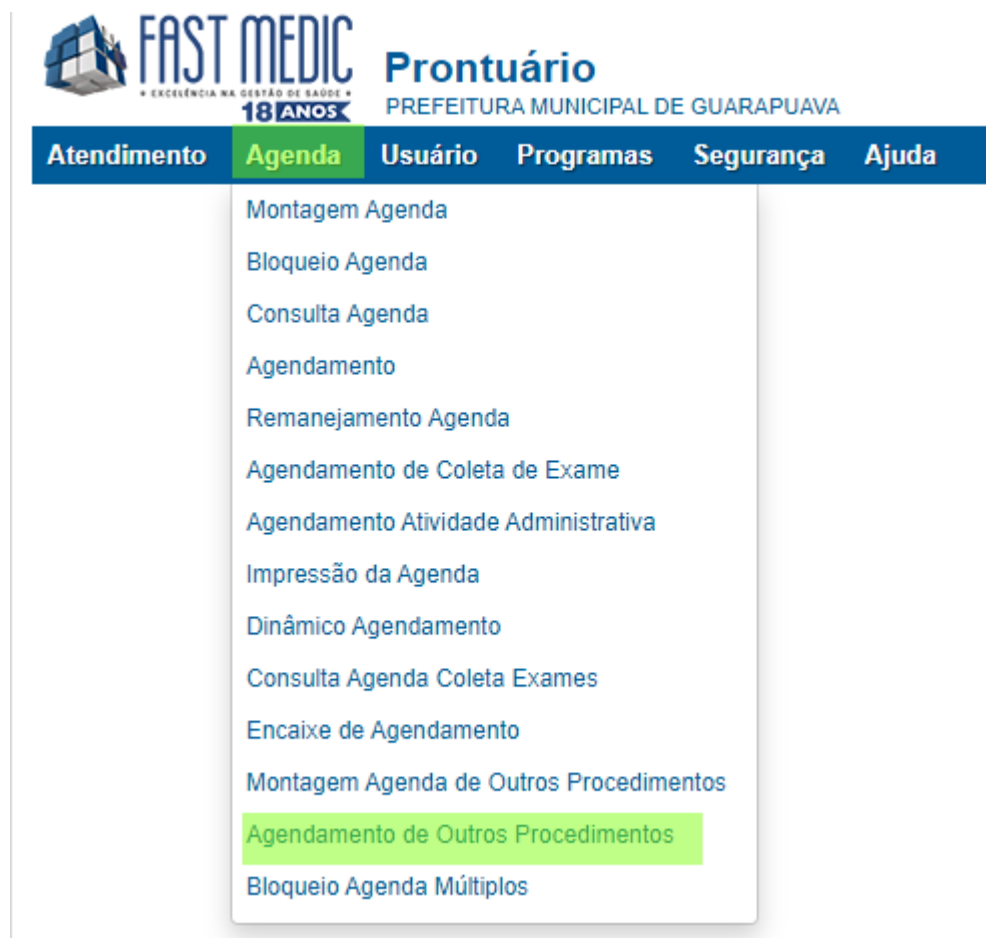 FAST MEDIC
• EXCELÊNCIA NA GESTÃO DE SAÚDE •
18 ANOS
Prontuário
PREFEITURA MUNICIPAL DE GUARAPUAVA
Atendimento Agenda Usuário Programas Segurança Ajuda
Montagem Agenda
Bloqueio Agenda
Consulta Agenda
Agendamento
Remanejamento Agenda
Agendamento de Coleta de Exame
Agendamento Atividade Administrativa
Impressão da Agenda
Dinâmico Agendamento
Consulta Agenda Coleta Exames
Encaixe de Agendamento
Montagem Agenda de Outros Procedimentos
Agendamento de Outros Procedimentos
Bloqueio Agenda Múltiplos